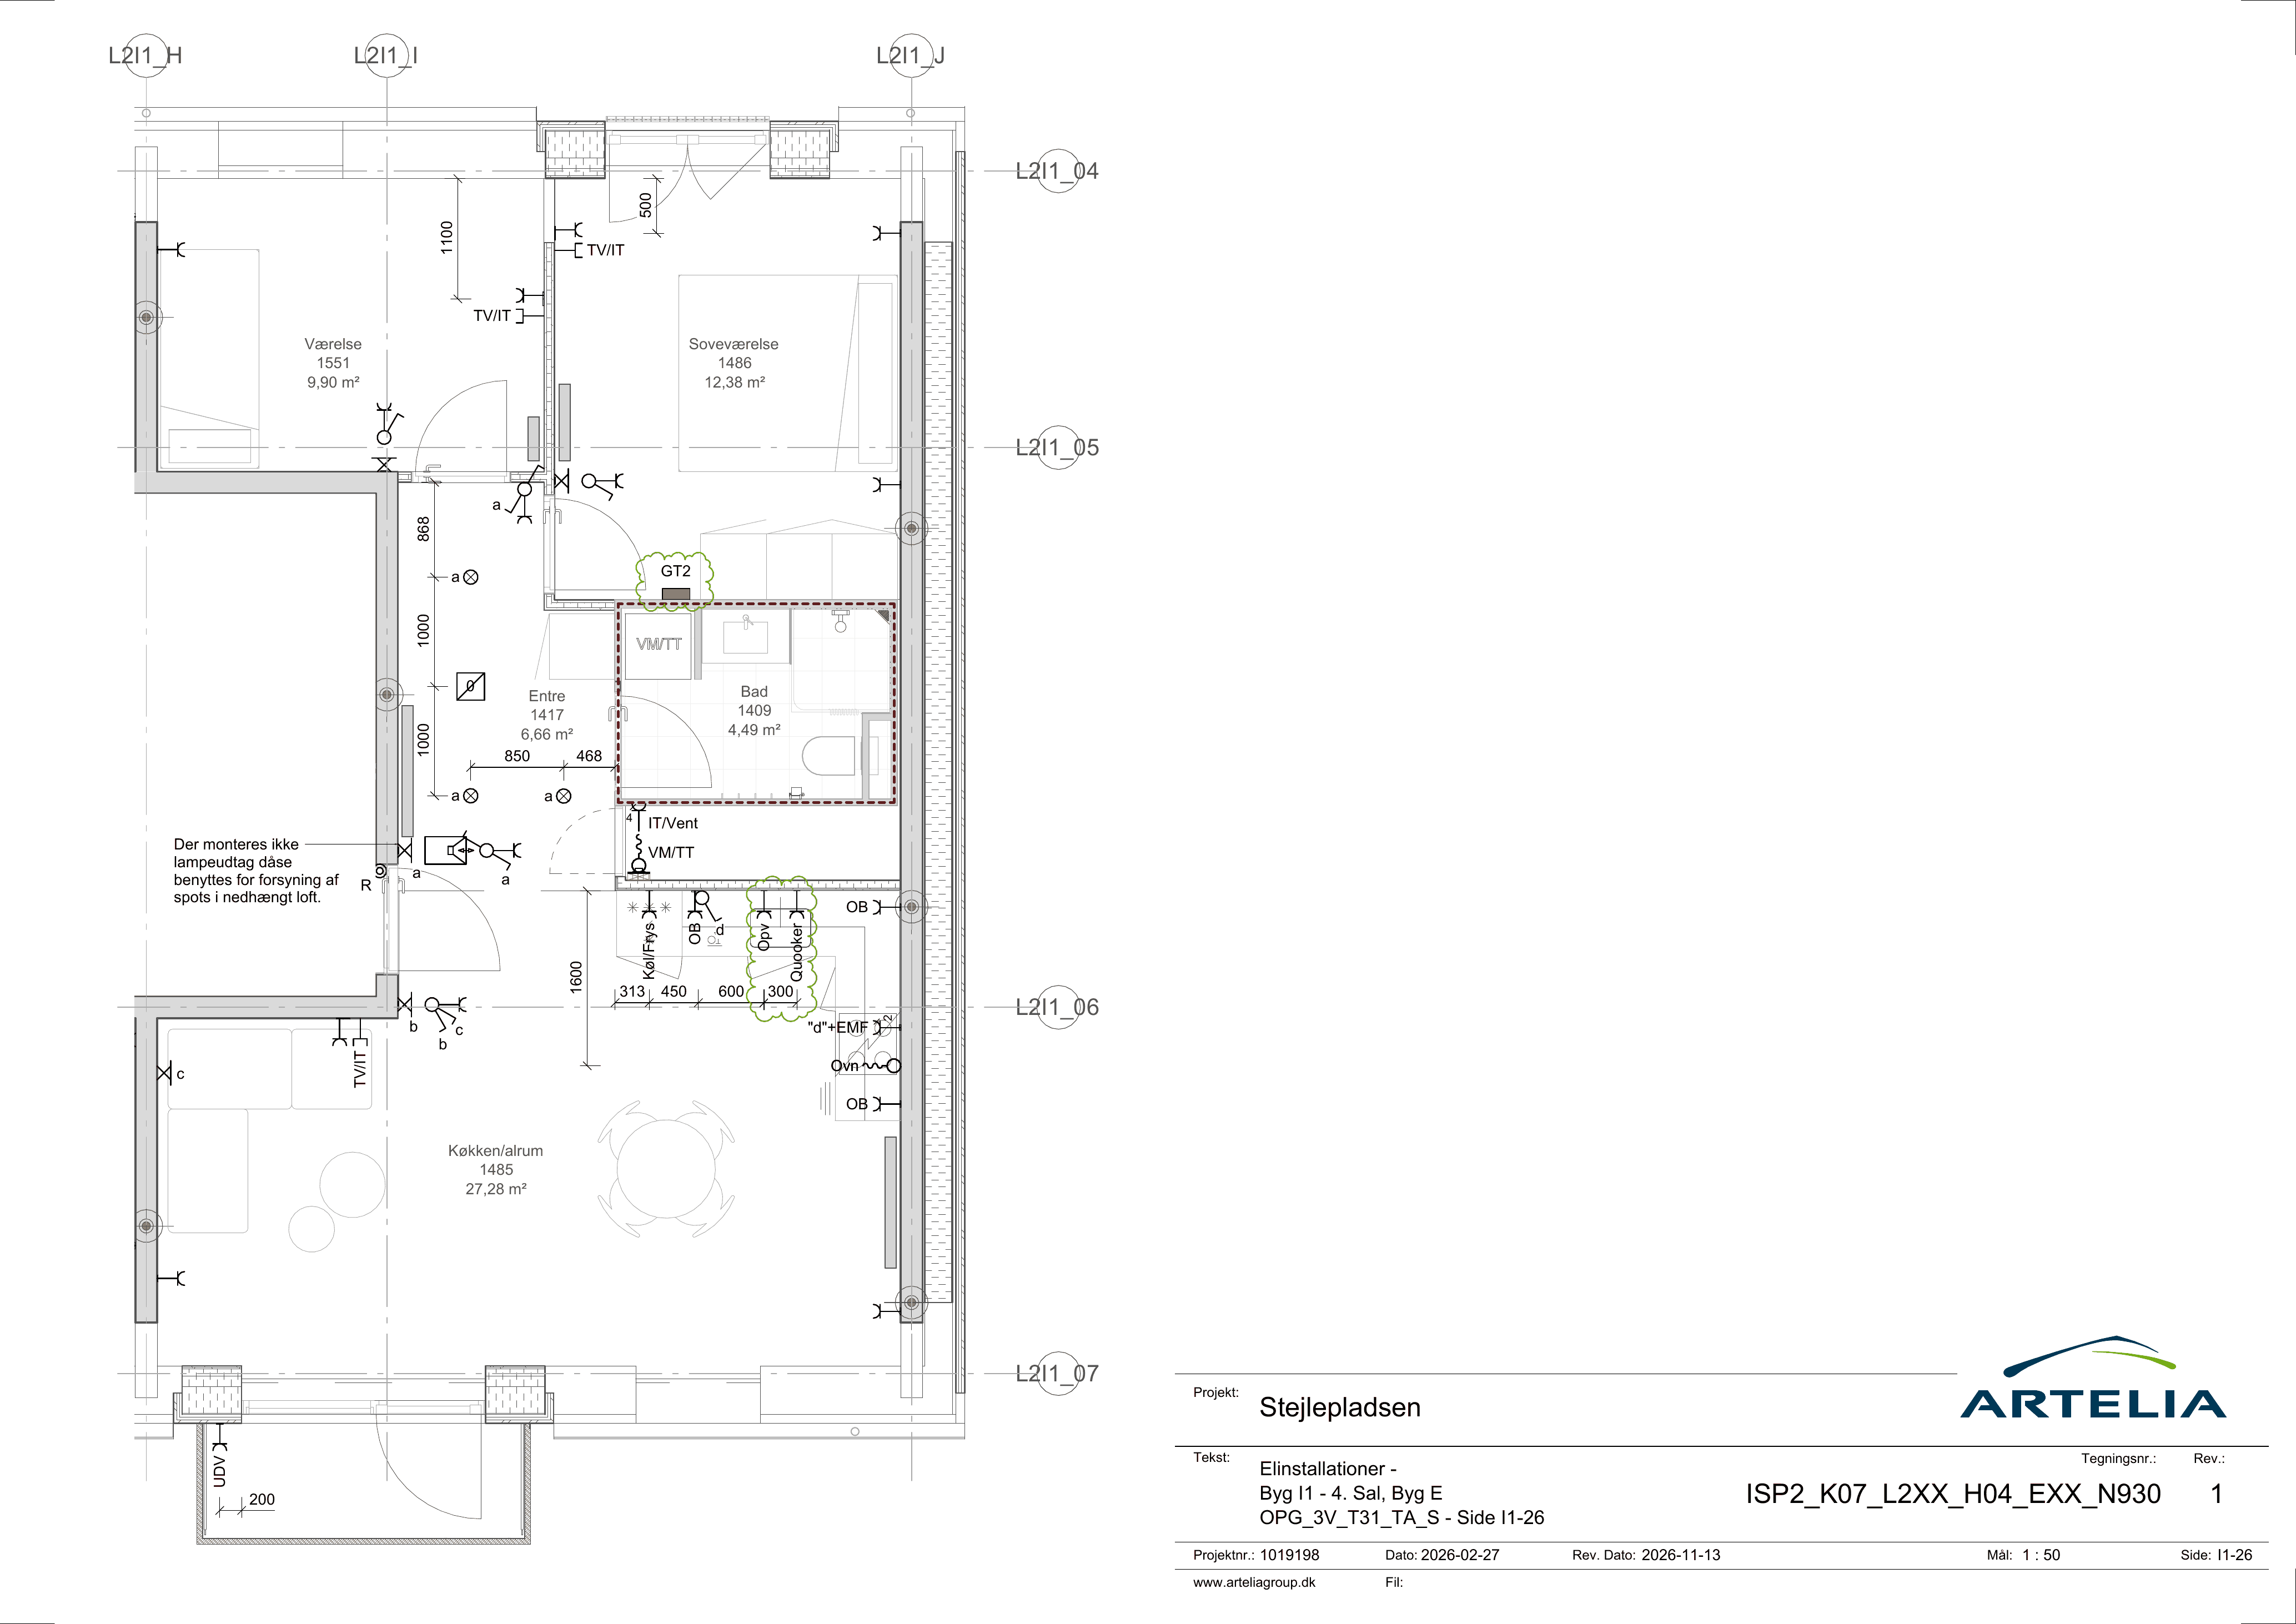 L2I1_H
L2I1_I
L2I1_J
L2I1_04
500
1100
TV/IT
TV/IT
Værelse
1551
9,90 m²
Soveværelse
1486
12,38 m²
L2I1_05
a
868
GT2
a
1000
VM/TT
0
Entre
1417
6,66 m²
Bad
1409
4,49 m²
1000
850
468
a
a
4
IT/Vent
VM/TT
Der monteres ikke
lampeudtag dåse
benyttes for forsyning af
spots i nedhængt loft.
a
a
R
OB
Køl/Frys
OB
d
Opv
Quooker
1600
313
450
600
300
L2I1_06
b
c
b
"d"+EMF
2
TV/IT
c
Ovn
OB
Køkken/alrum
1485
27,28 m²
L2I1_07
UDV
200
ARTELIA
Projekt:
Stejlepladsen
Tekst:
Elinstallationer -
Byg I1 - 4. Sal, Byg E
OPG_3V_T31_TA_S - Side I1-26
Tegningsnr.:
Rev.:
ISP2_K07_L2XX_H04_EXX_N930
1
Projektnr.: 1019198
Dato: 2026-02-27
Rev. Dato: 2026-11-13
Mål: 1 : 50
Side: I1-26
www.arteliagroup.dk
Fil: